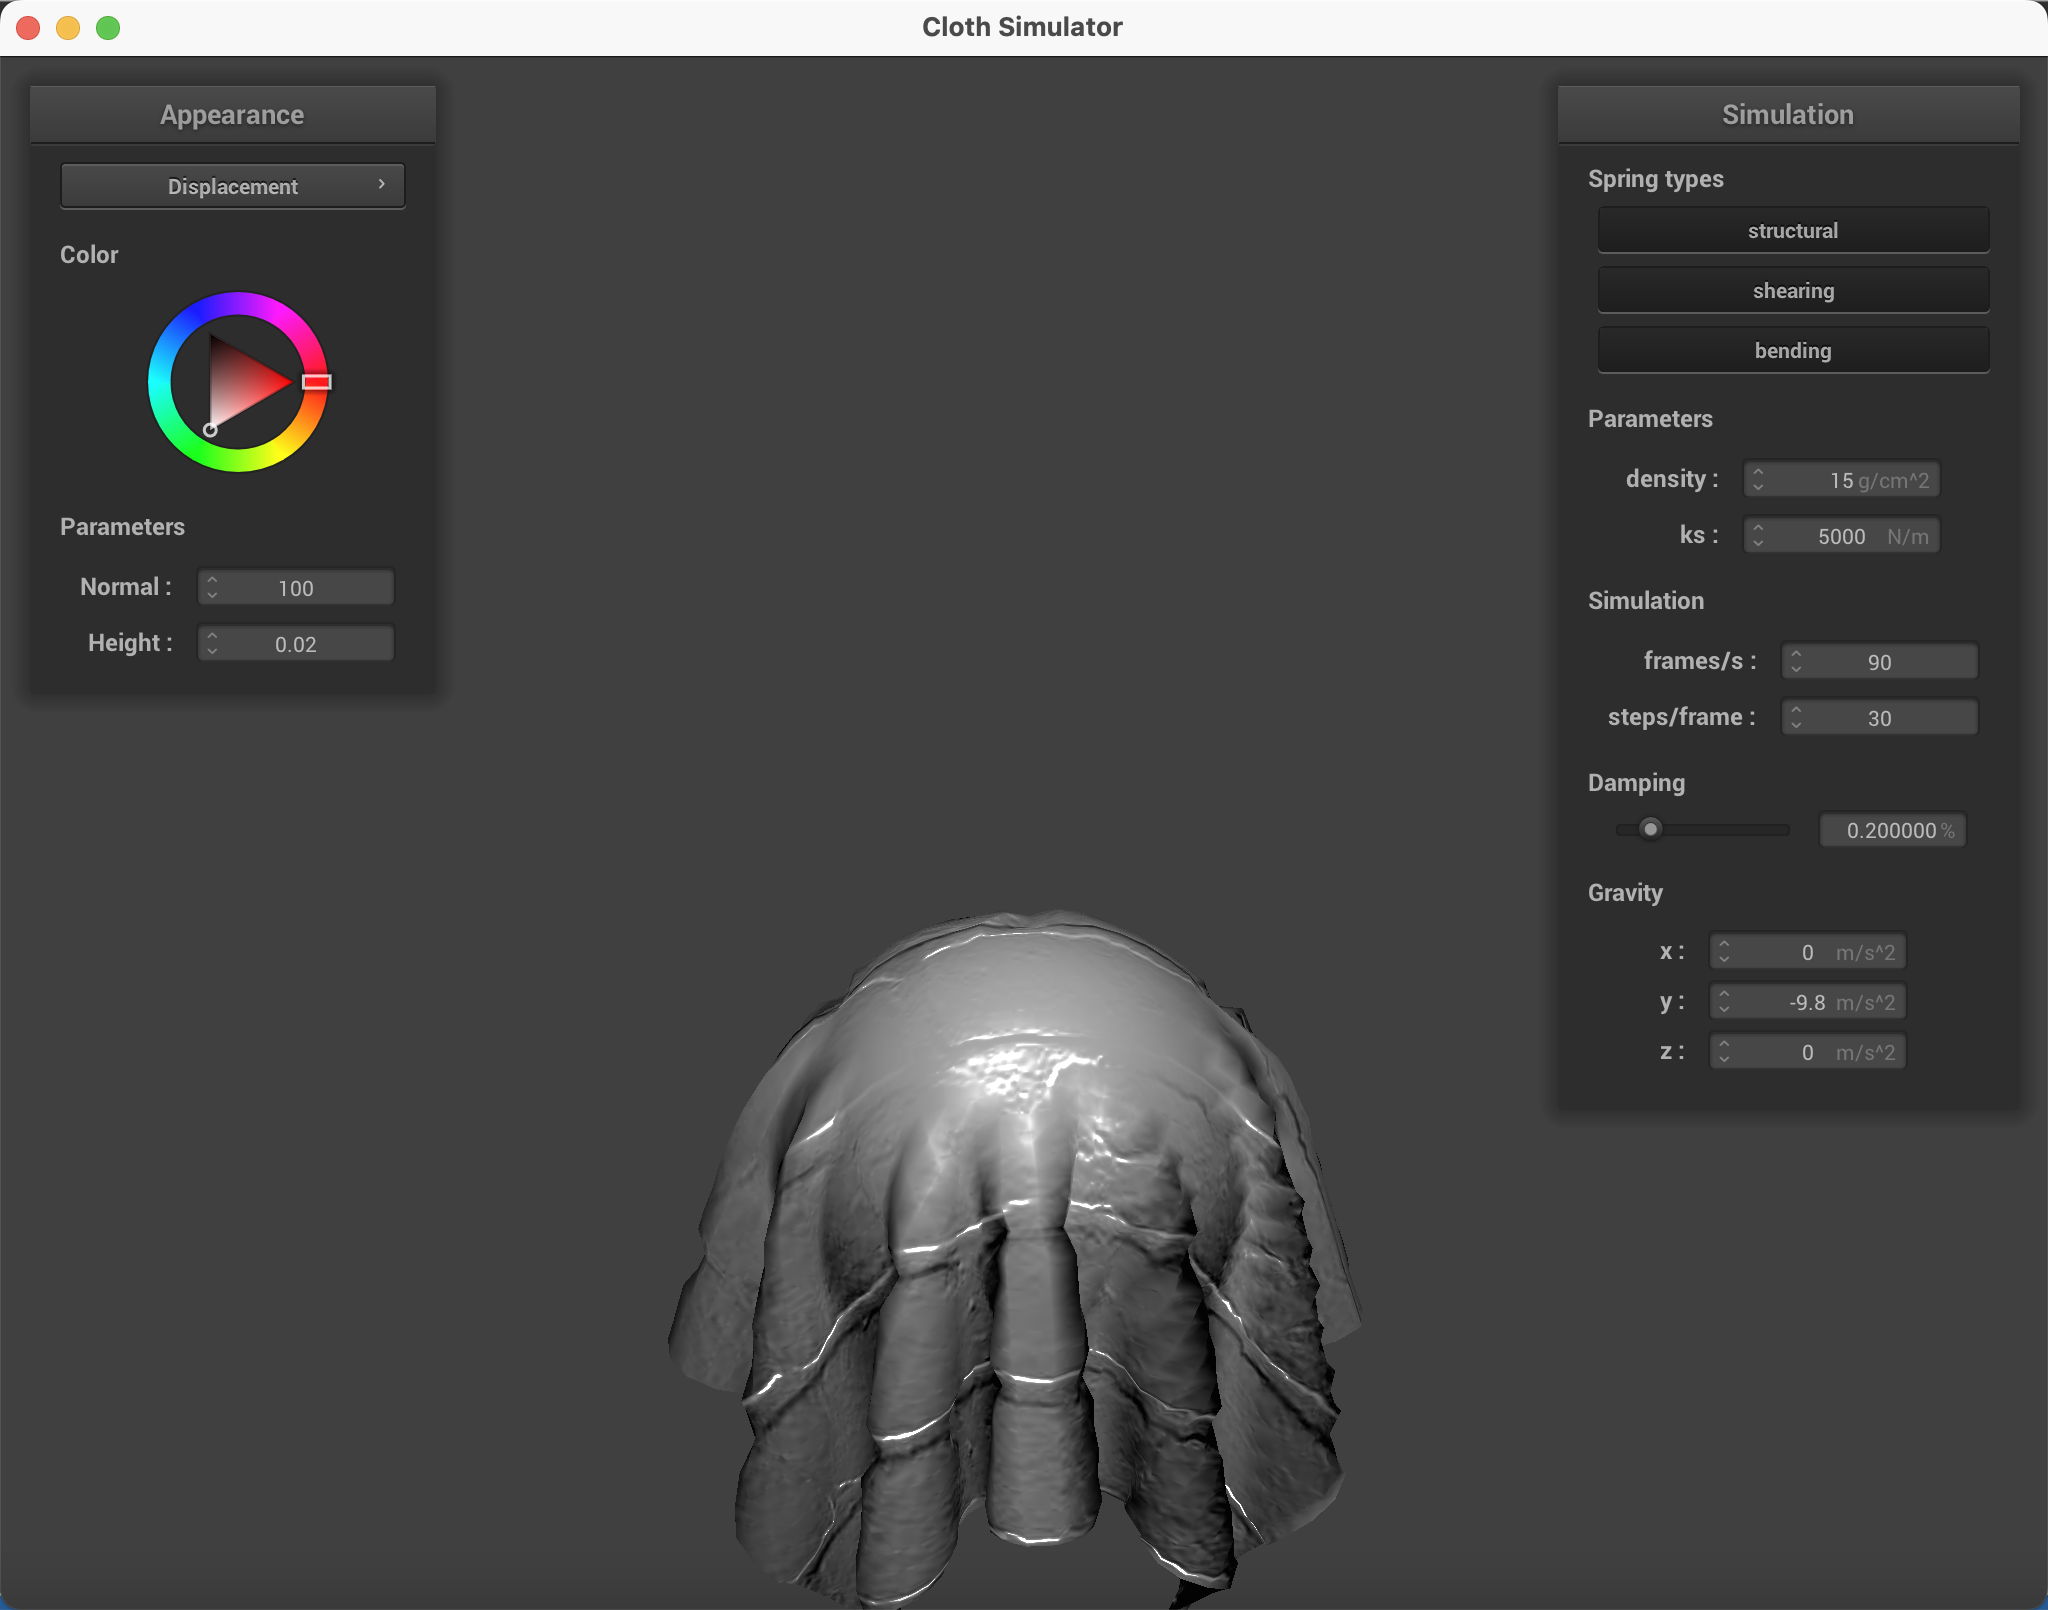 Cloth Simulator
Appearance
Displacement
Color
Parameters
Normal : 100
Height : 0.02
Simulation
Spring types
structural
shearing
bending
Parameters
density : 15 g/cm^2
ks : 5000 N/m
Simulation
frames/s : 90
steps/frame : 30
Damping
0.200000 %
Gravity
x : 0 m/s^2
y : -9.8 m/s^2
z : 0 m/s^2